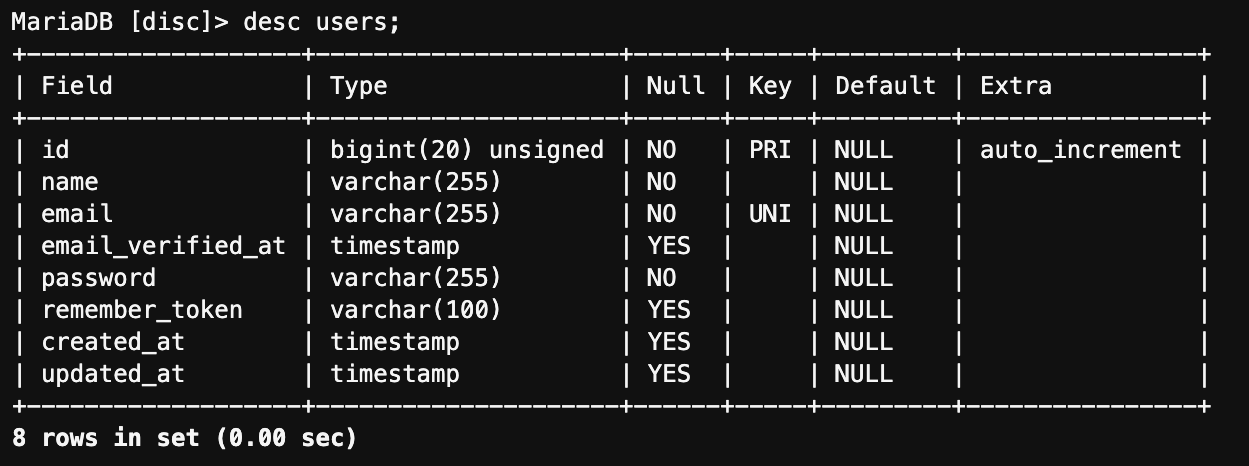 MariaDB [disc]> desc users;
+-------------------+---------------------+------+-----+---------+----------------+
| Field             | Type                | Null | Key | Default | Extra          |
+-------------------+---------------------+------+-----+---------+----------------+
| id                | bigint(20) unsigned | NO   | PRI | NULL    | auto_increment |
| name              | varchar(255)        | NO   |     | NULL    |                |
| email             | varchar(255)        | NO   | UNI | NULL    |                |
| email_verified_at | timestamp           | YES  |     | NULL    |                |
| password          | varchar(255)        | NO   |     | NULL    |                |
| remember_token    | varchar(100)        | YES  |     | NULL    |                |
| created_at        | timestamp           | YES  |     | NULL    |                |
| updated_at        | timestamp           | YES  |     | NULL    |                |
+-------------------+---------------------+------+-----+---------+----------------+
8 rows in set (0.00 sec)